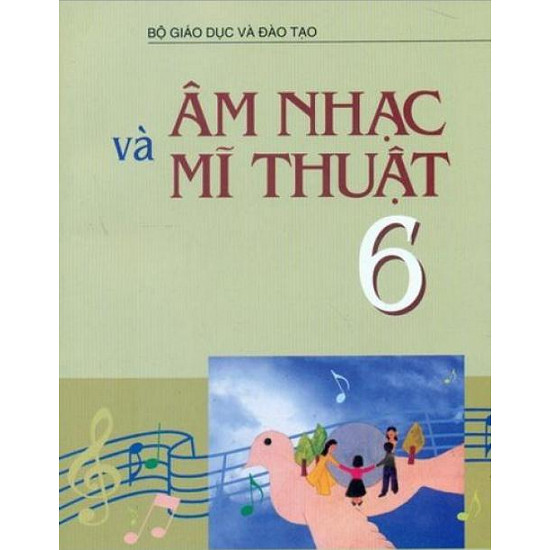 BỘ GIÁO DỤC VÀ ĐÀO TẠO
ÂM NHẠC
và MĨ THUẬT
6